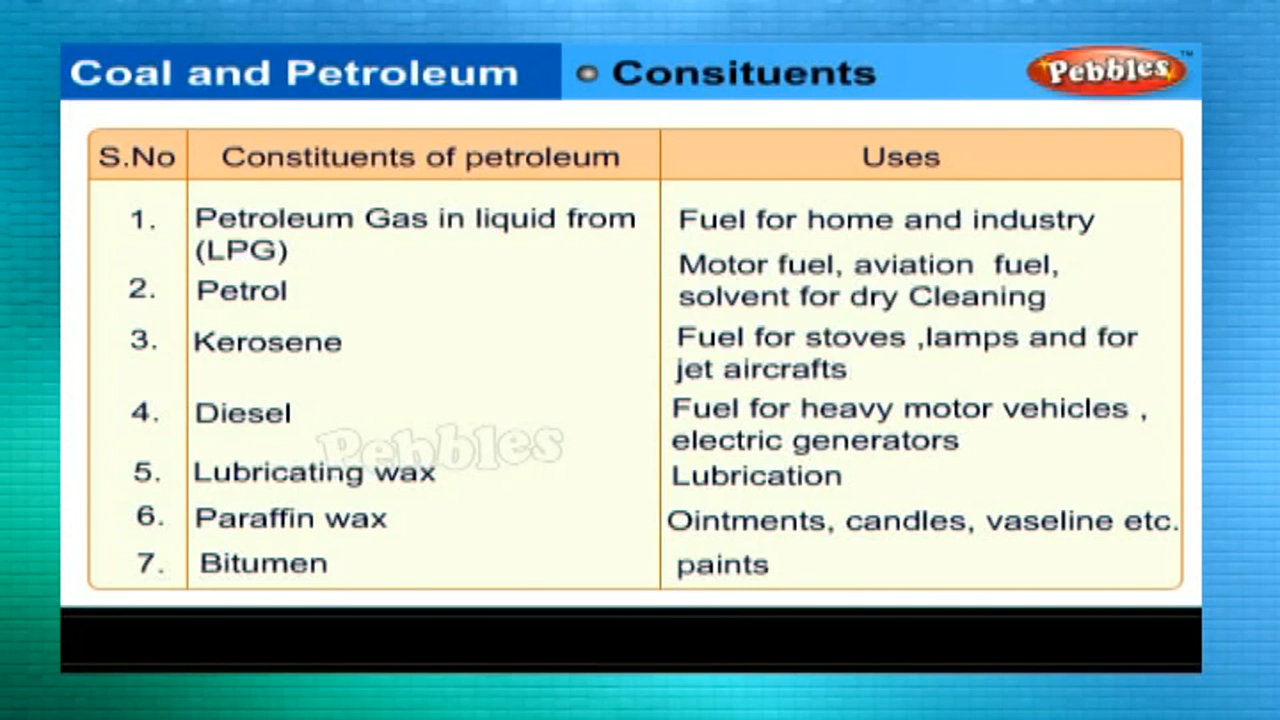 Coal and Petroleum
Consituents
Pebbles™
S.No Constituents of petroleum Uses
1. Petroleum Gas in liquid from Fuel for home and industry
(LPG)
2. Petrol Motor fuel, aviation fuel,
solvent for dry Cleaning
3. Kerosene Fuel for stoves ,lamps and for
jet aircrafts
4. Diesel Fuel for heavy motor vehicles ,
electric generators
Pebbles
5. Lubricating wax Lubrication
6. Paraffin wax Ointments, candles, vaseline etc.
7. Bitumen paints